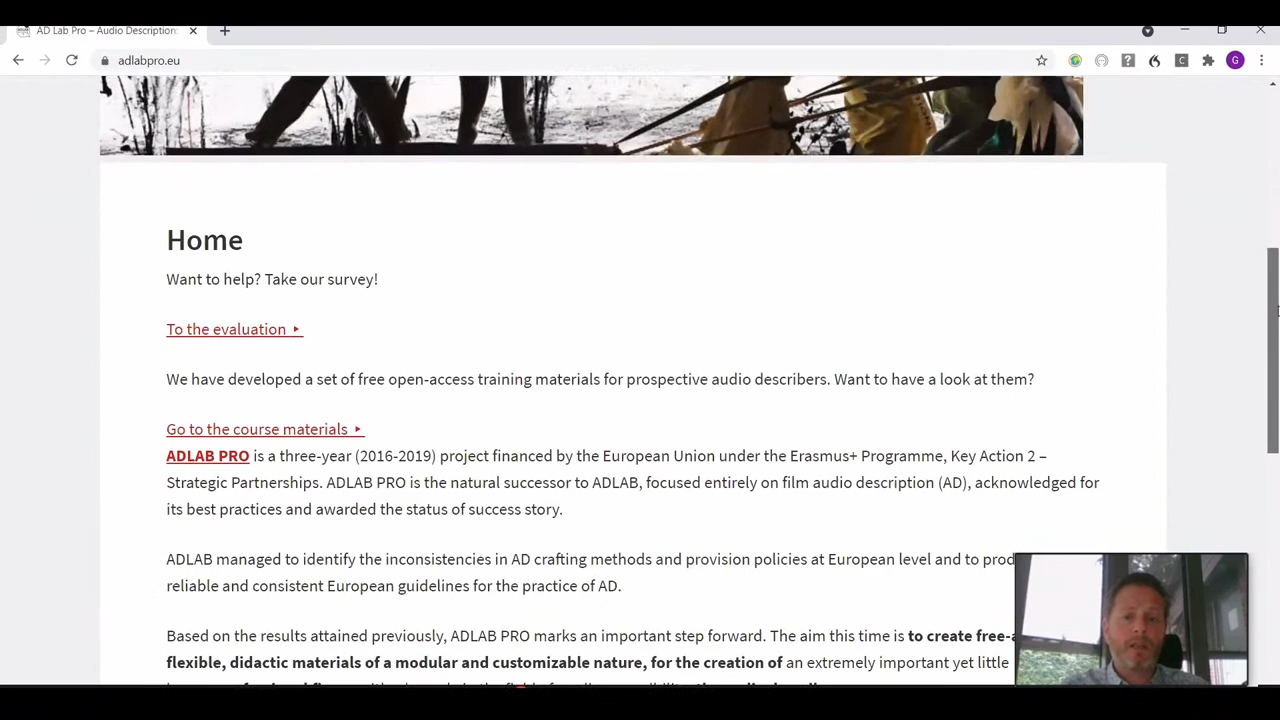 AD Lab Pro – Audio Description:
adlabpro.eu
G
Home
Want to help? Take our survey!
To the evaluation
We have developed a set of free open-access training materials for prospective audio describers. Want to have a look at them?
Go to the course materials
ADLAB PRO is a three-year (2016-2019) project financed by the European Union under the Erasmus+ Programme, Key Action 2 –
Strategic Partnerships. ADLAB PRO is the natural successor to ADLAB, focused entirely on film audio description (AD), acknowledged for
its best practices and awarded the status of success story.
ADLAB managed to identify the inconsistencies in AD crafting methods and provision policies at European level and to prod
reliable and consistent European guidelines for the practice of AD.
Based on the results attained previously, ADLAB PRO marks an important step forward. The aim this time is to create free-a
flexible, didactic materials of a modular and customizable nature, for the creation of an extremely important yet little